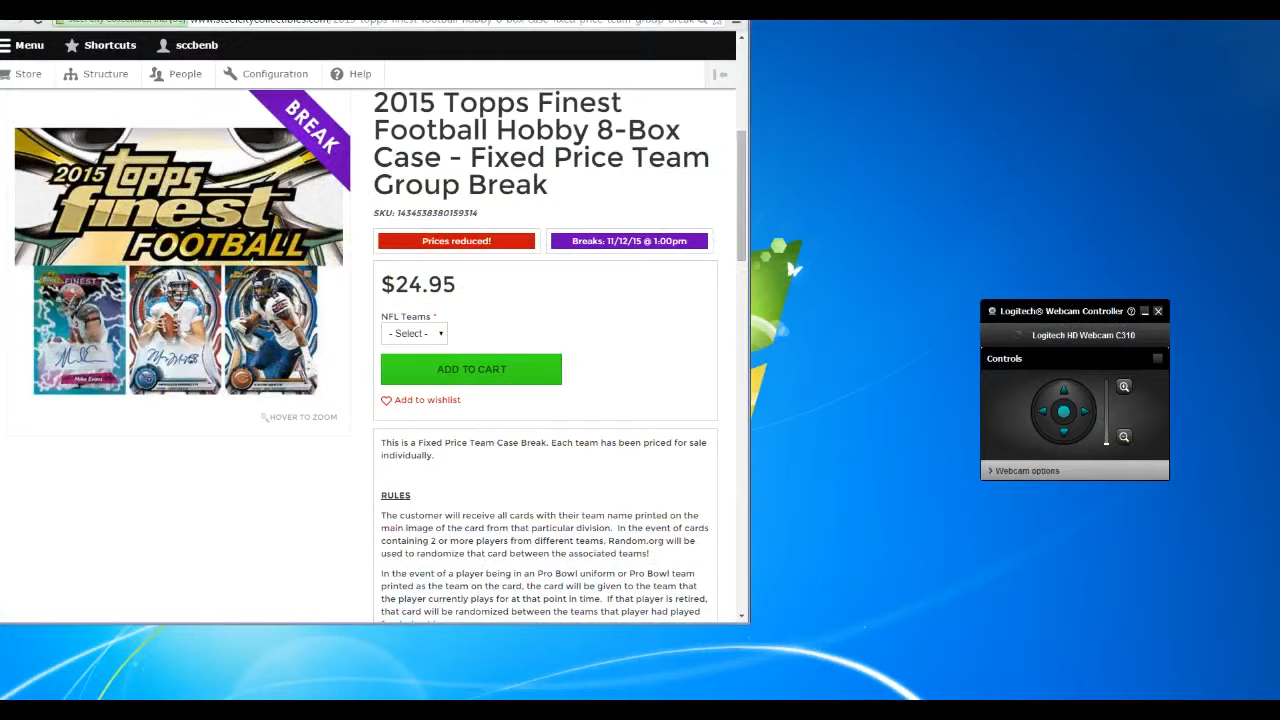 Menu Shortcuts sccbenb
Store Structure People Configuration Help
BREAK
2015 topps
finest
FOOTBALL
FINEST
Mike Evans
HOVER TO ZOOM
2015 Topps Finest
Football Hobby 8-Box
Case - Fixed Price Team
Group Break
SKU: 1434538380159314
Prices reduced! Breaks: 11/12/15 @ 1:00pm
$24.95
NFL Teams *
- Select -
ADD TO CART
Add to wishlist
This is a Fixed Price Team Case Break. Each team has been priced for sale
individually.
RULES
The customer will receive all cards with their team name printed on the
main image of the card from that particular division. In the event of cards
containing 2 or more players from different teams, Random.org will be
used to randomize that card between the associated teams!
In the event of a player being in an Pro Bowl uniform or Pro Bowl team
printed as the team on the card, the card will be given to the team that
the player currently plays for at that point in time. If that player is retired,
that card will be randomized between the teams that player had played
Logitech® Webcam Controller
Logitech HD Webcam C310
Controls
Webcam options